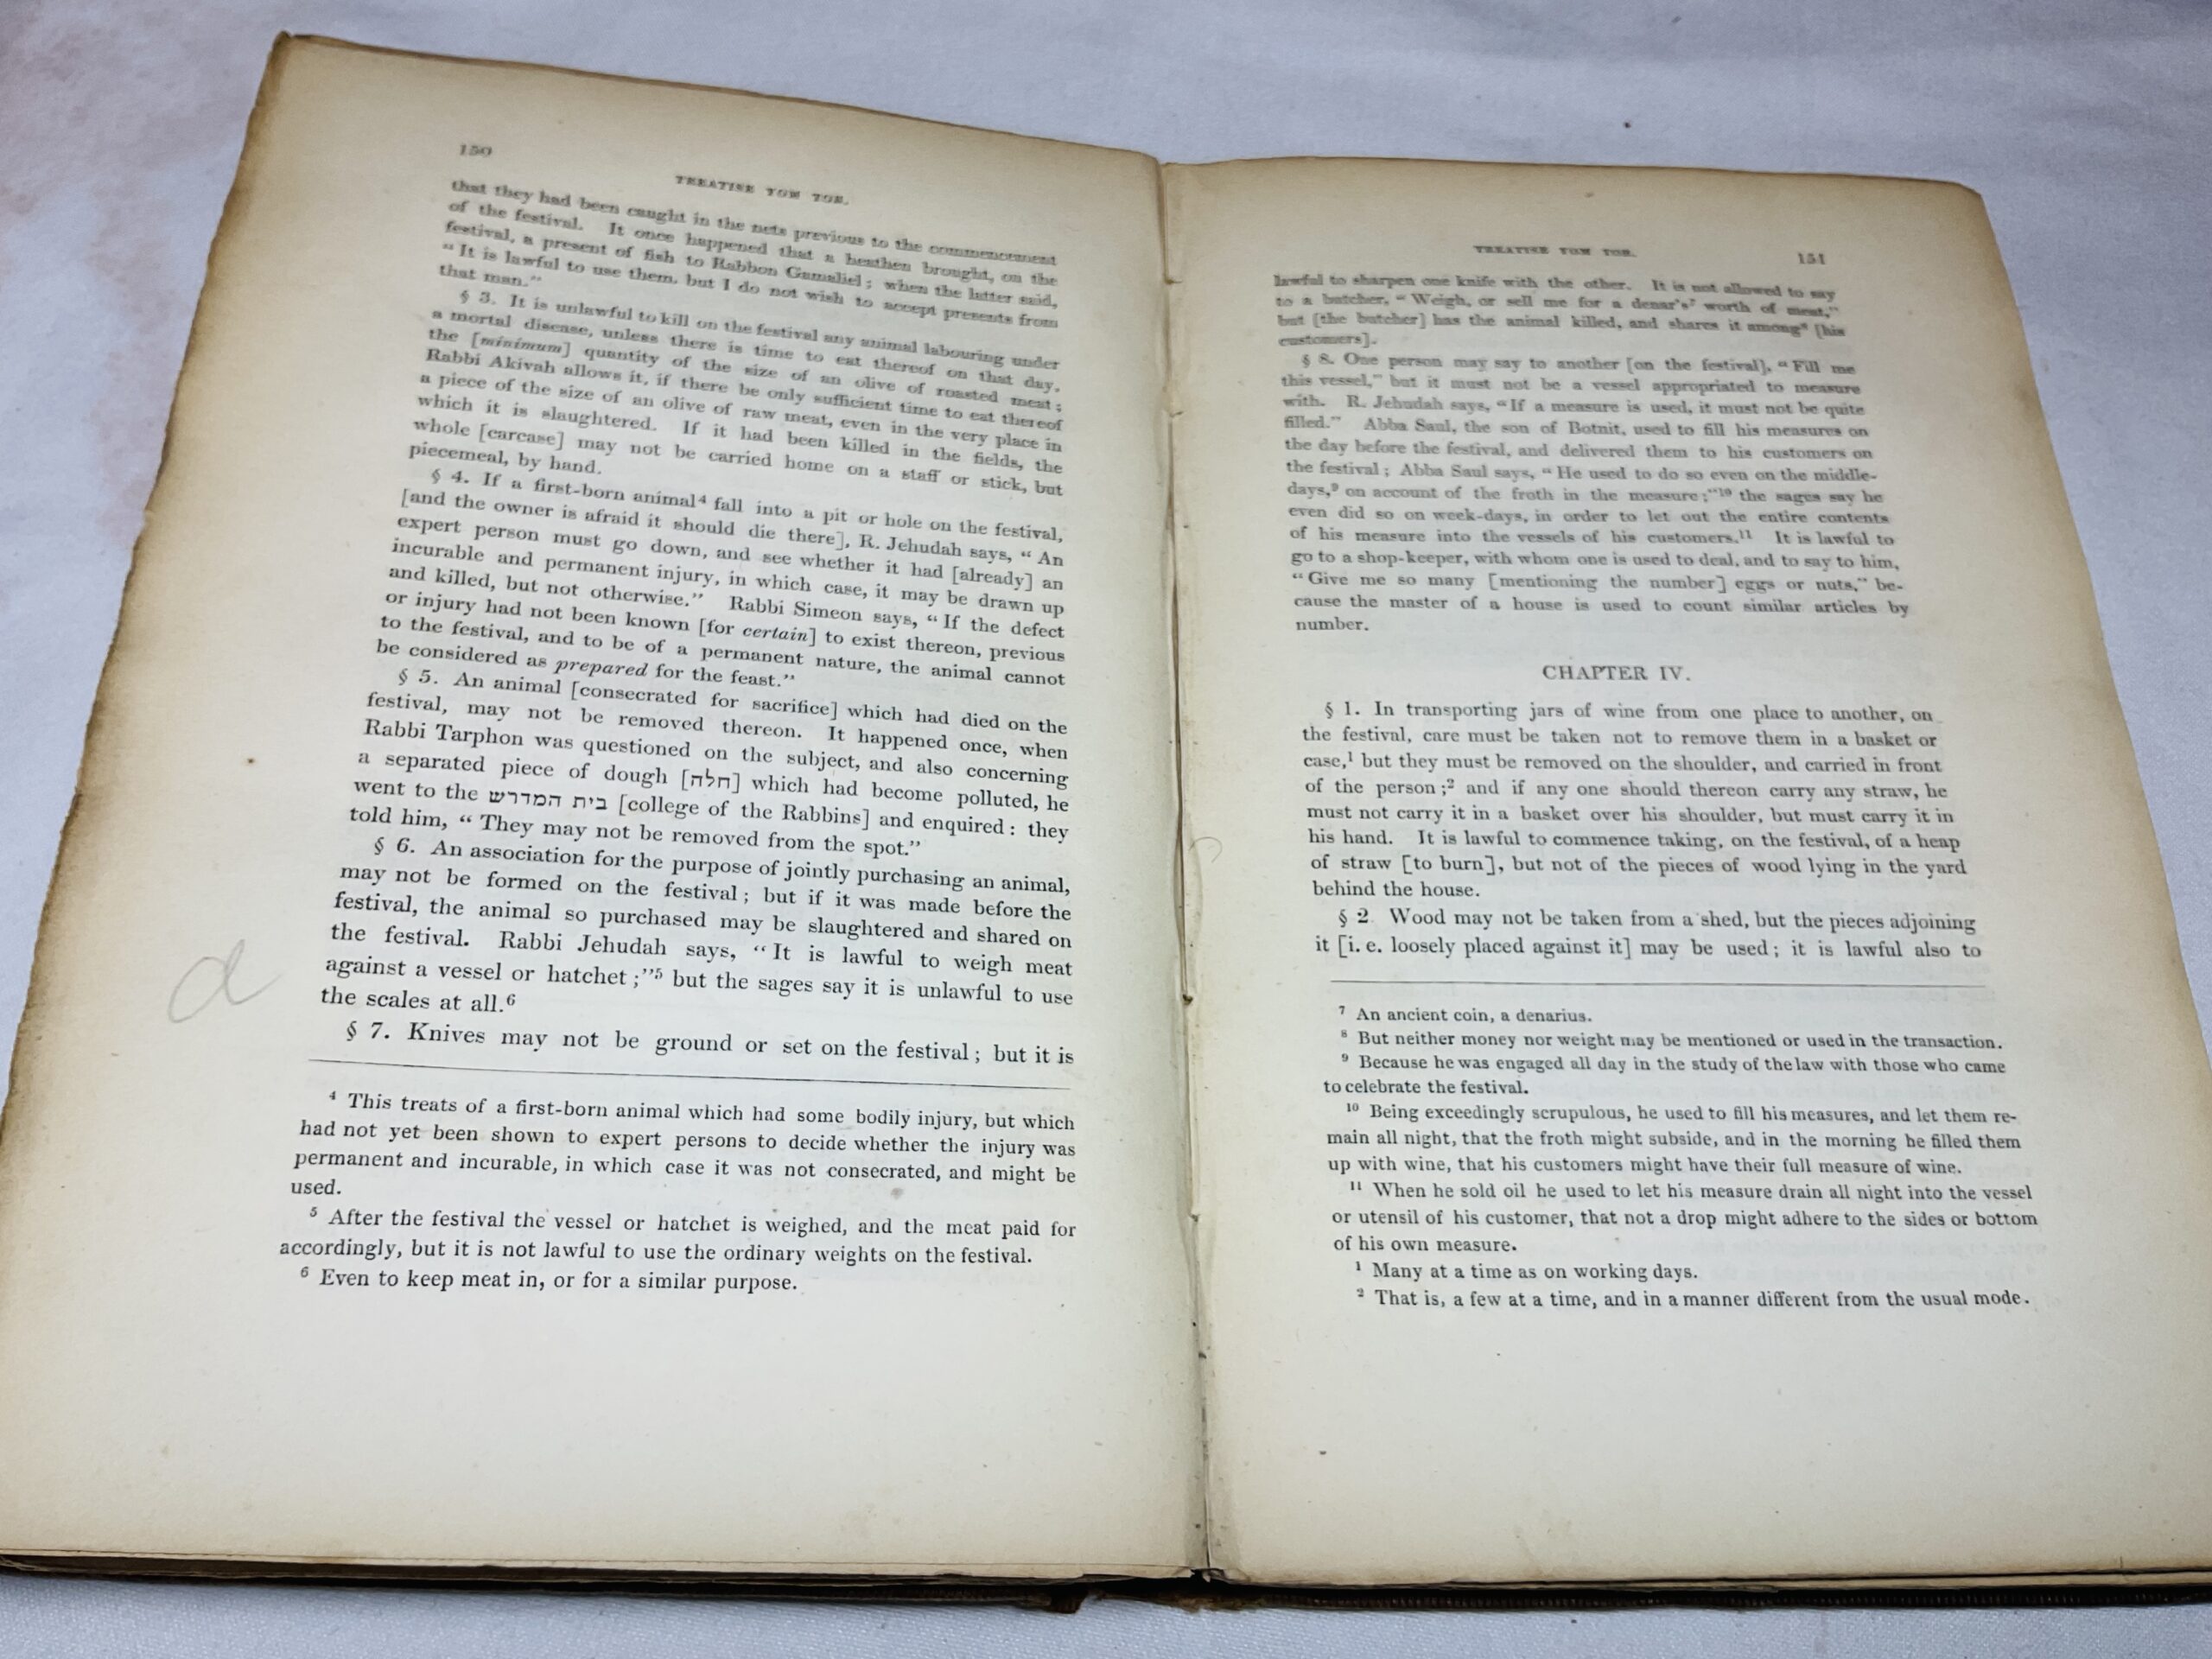 150
TREATISE YOM TOB.
that they had been caught in the nets previous to the commencement
of the festival. It once happened that a heathen brought, on the
festival, a present of fish to Rabbon Gamaliel; when the latter said,
"It is lawful to use them, but I do not wish to accept presents from
that man."
§ 3. It is unlawful to kill on the festival any animal labouring under
a mortal disease, unless there is time to eat thereof on that day,
the [minimum] quantity of the size of an olive of roasted meat;
Rabbi Akivah allows it, if there be only sufficient time to eat thereof
a piece of the size of an olive of raw meat, even in the very place in
which it is slaughtered. If it had been killed in the fields, the
whole [carcase] may not be carried home on a staff or stick, but
piecemeal, by hand.
§ 4. If a first-born animal⁴ fall into a pit or hole on the festival,
[and the owner is afraid it should die there], R. Jehudah says, "An
expert person must go down, and see whether it had [already] an
incurable and permanent injury, in which case, it may be drawn up
and killed, but not otherwise." Rabbi Simeon says, "If the defect
or injury had not been known [for certain] to exist thereon, previous
to the festival, and to be of a permanent nature, the animal cannot
be considered as prepared for the feast."
§ 5. An animal [consecrated for sacrifice] which had died on the
festival, may not be removed thereon. It happened once, when
Rabbi Tarphon was questioned on the subject, and also concerning
a separated piece of dough [חלה] which had become polluted, he
went to the בית המדרש [college of the Rabbins] and enquired: they
told him, "They may not be removed from the spot."
§ 6. An association for the purpose of jointly purchasing an animal,
may not be formed on the festival; but if it was made before the
festival, the animal so purchased may be slaughtered and shared on
the festival. Rabbi Jehudah says, "It is lawful to weigh meat
against a vessel or hatchet;"⁵ but the sages say it is unlawful to use
the scales at all.⁶
§ 7. Knives may not be ground or set on the festival; but it is
⁴ This treats of a first-born animal which had some bodily injury, but which
had not yet been shown to expert persons to decide whether the injury was
permanent and incurable, in which case it was not consecrated, and might be
used.
⁵ After the festival the vessel or hatchet is weighed, and the meat paid for
accordingly, but it is not lawful to use the ordinary weights on the festival.
⁶ Even to keep meat in, or for a similar purpose.
TREATISE YOM TOB.
151
lawful to sharpen one knife with the other. It is not allowed to say
to a butcher, "Weigh, or sell me for a denar's⁷ worth of meat,"
but [the butcher] has the animal killed, and shares it among⁸ [his
customers].
§ 8. One person may say to another [on the festival], "Fill me
this vessel," but it must not be a vessel appropriated to measure
with. R. Jehudah says, "If a measure is used, it must not be quite
filled." Abba Saul, the son of Botnit, used to fill his measures on
the day before the festival, and delivered them to his customers on
the festival; Abba Saul says, "He used to do so even on the middle-
days,⁹ on account of the froth in the measure;"¹⁰ the sages say he
even did so on week-days, in order to let out the entire contents
of his measure into the vessels of his customers.¹¹ It is lawful to
go to a shop-keeper, with whom one is used to deal, and to say to him,
"Give me so many [mentioning the number] eggs or nuts," be-
cause the master of a house is used to count similar articles by
number.
CHAPTER IV.
§ 1. In transporting jars of wine from one place to another, on
the festival, care must be taken not to remove them in a basket or
case,¹ but they must be removed on the shoulder, and carried in front
of the person;² and if any one should thereon carry any straw, he
must not carry it in a basket over his shoulder, but must carry it in
his hand. It is lawful to commence taking, on the festival, of a heap
of straw [to burn], but not of the pieces of wood lying in the yard
behind the house.
§ 2 Wood may not be taken from a shed, but the pieces adjoining
it [i. e. loosely placed against it] may be used; it is lawful also to
⁷ An ancient coin, a denarius.
⁸ But neither money nor weight may be mentioned or used in the transaction.
⁹ Because he was engaged all day in the study of the law with those who came
to celebrate the festival.
¹⁰ Being exceedingly scrupulous, he used to fill his measures, and let them re-
main all night, that the froth might subside, and in the morning he filled them
up with wine, that his customers might have their full measure of wine.
¹¹ When he sold oil he used to let his measure drain all night into the vessel
or utensil of his customer, that not a drop might adhere to the sides or bottom
of his own measure.
¹ Many at a time as on working days.
² That is, a few at a time, and in a manner different from the usual mode.